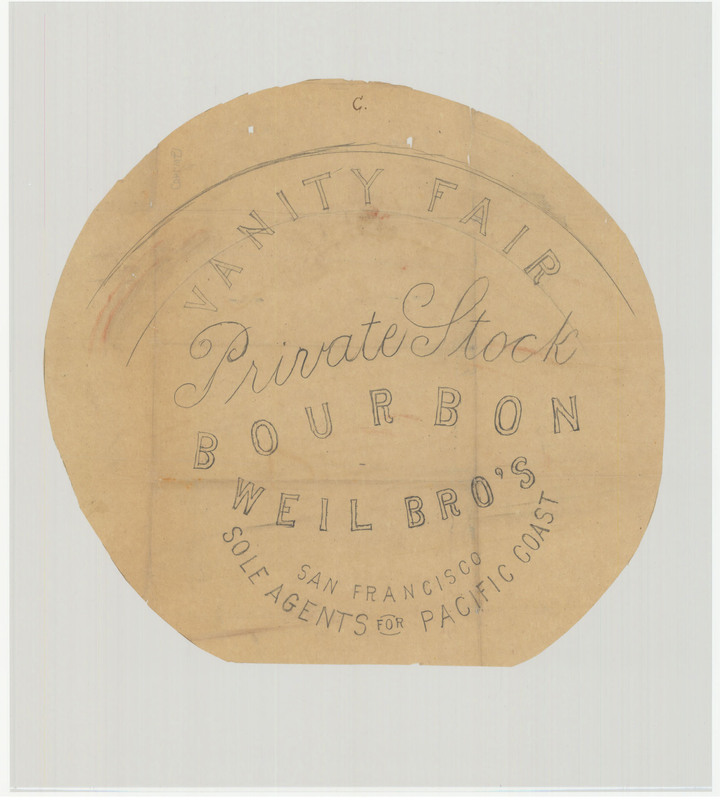 C.
VANITY FAIR
Private Stock
BOURBON
WEIL BRO'S
SAN FRANCISCO
SOLE AGENTS FOR PACIFIC COAST